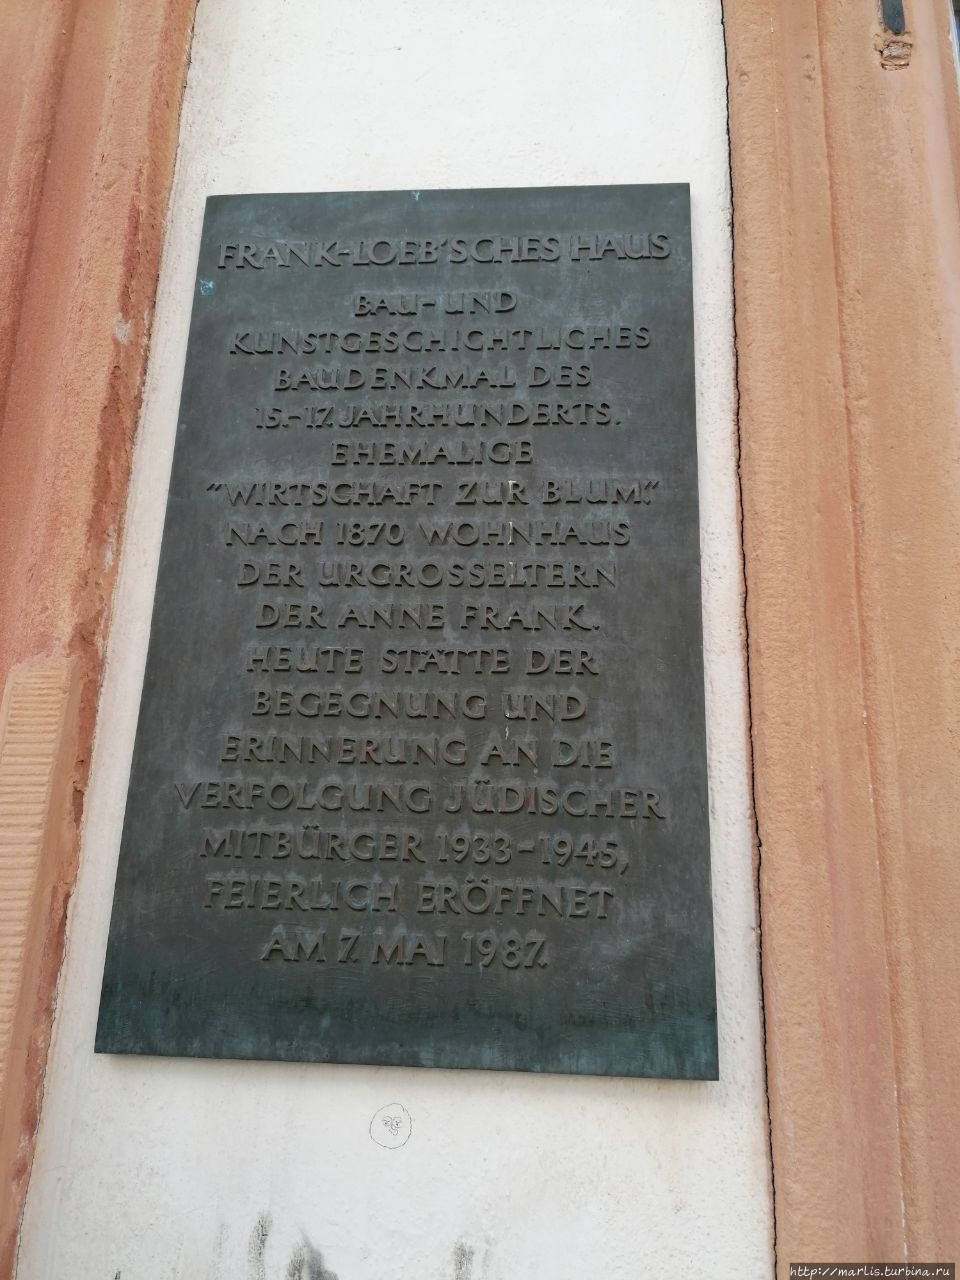 FRANK-LOEB'SCHES HAUS
BAU-UND
KUNSTGESCHICHTLICHES
BAUDENKMAL DES
15.-17. JAHRHUNDERTS.
EHEMALIGE
"WIRTSCHAFT ZUR BLUM".
NACH 1870 WOHNHAUS
DER URGROSSELTERN
DER ANNE FRANK.
HEUTE STÄTTE DER
BEGEGNUNG UND
ERINNERUNG AN DIE
VERFOLGUNG JÜDISCHER
MITBÜRGER 1933-1945,
FEIERLICH ERÖFFNET
AM 7. MAI 1987.
http://marlis.turbina.ru